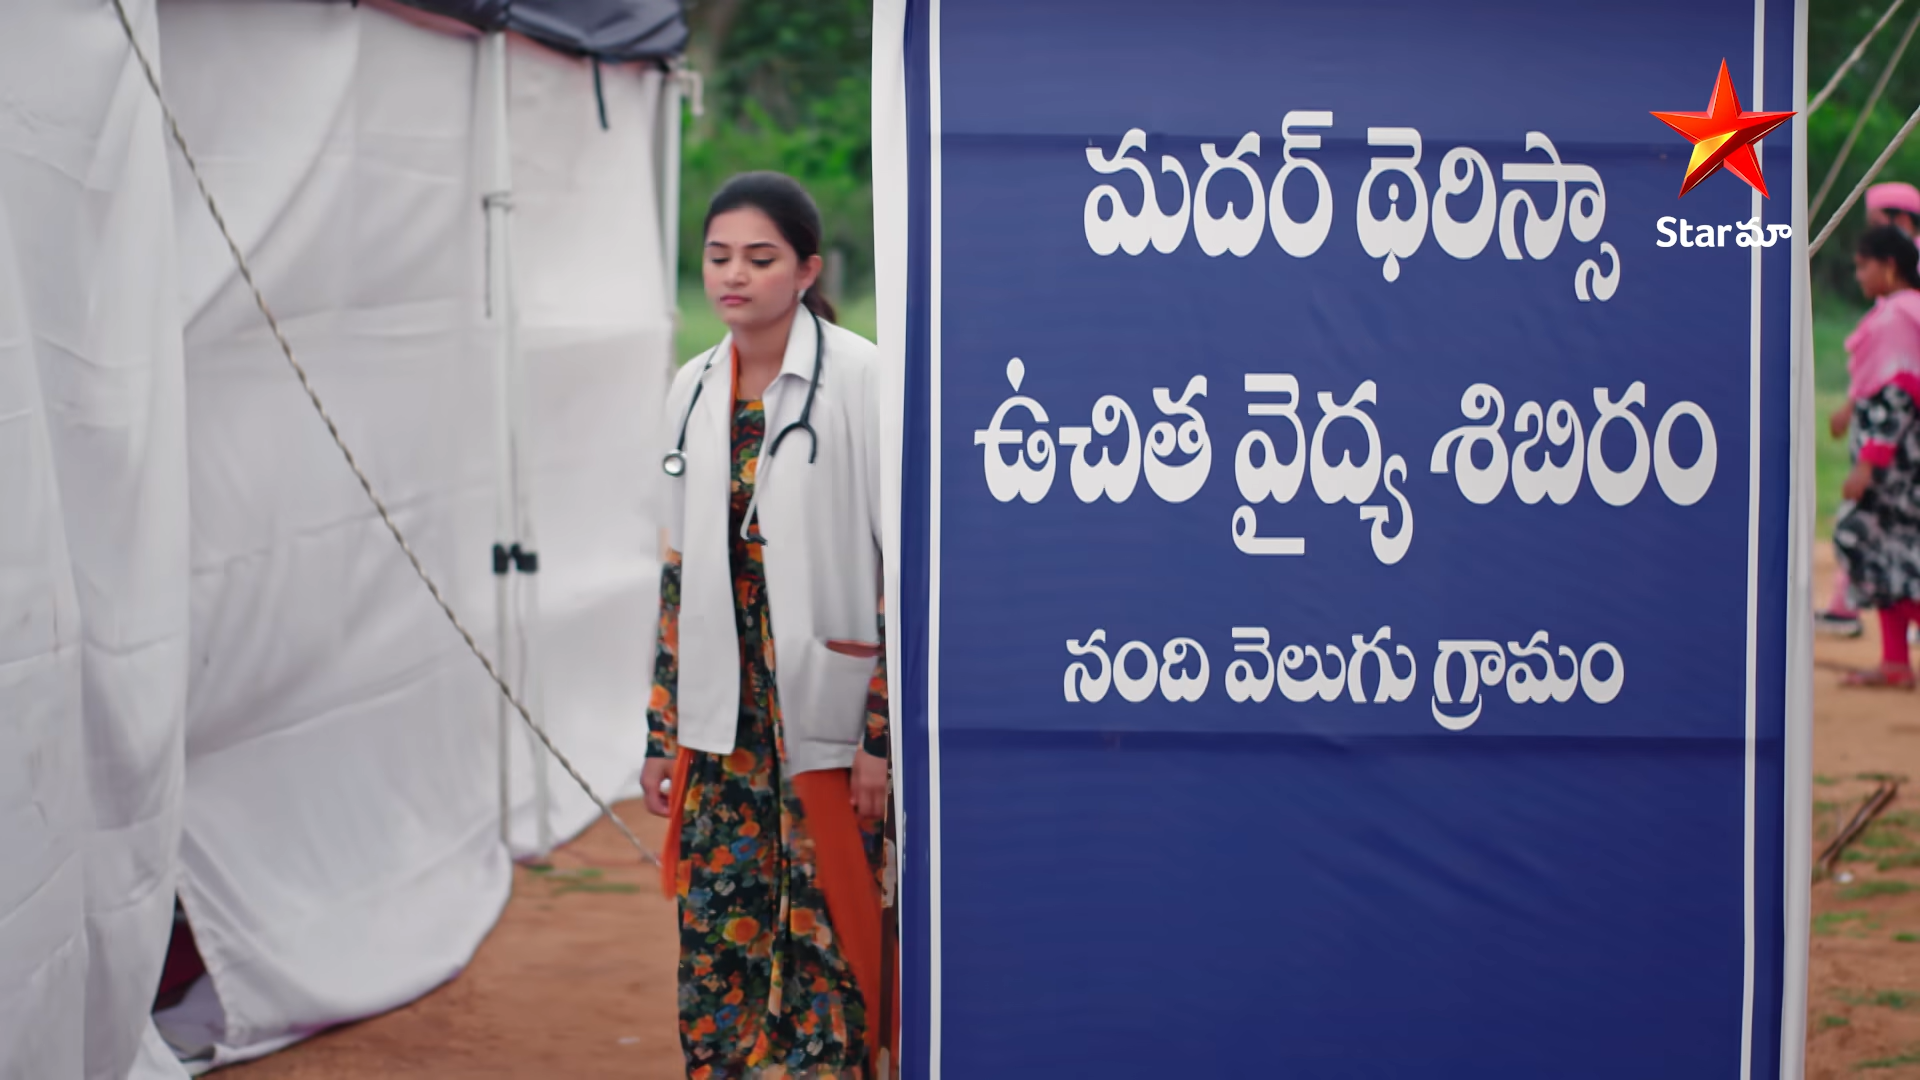 మదర్ థెరిస్సా
ఉచిత వైద్య శిబిరం
నంది వెలుగు గ్రామం
Starమా